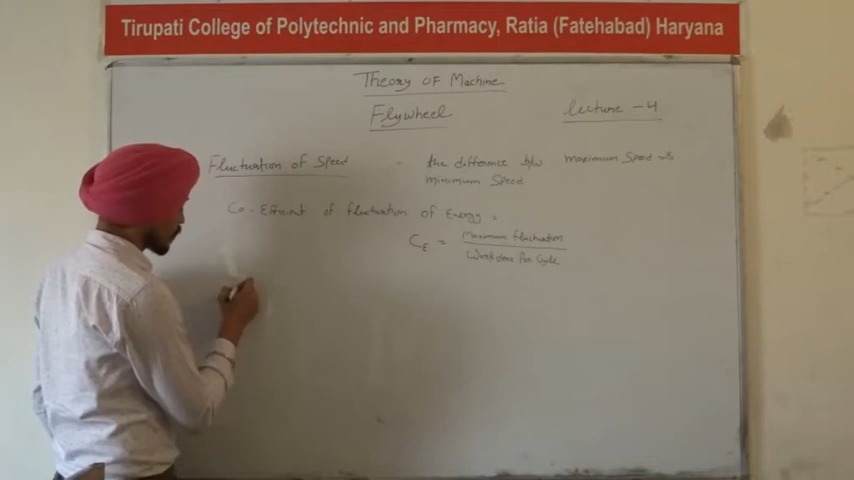 Tirupati College of Polytechnic and Pharmacy, Ratia (Fatehabad) Haryana
Theory OF Machine
Flywheel
lecture - 4
Fluctuation of Speed = the difference b/w maximum Speed &
minimum Speed
Co-Efficient of fluctuation of Energy =
CE = Maximum fluctuation
Work done Per Cycle